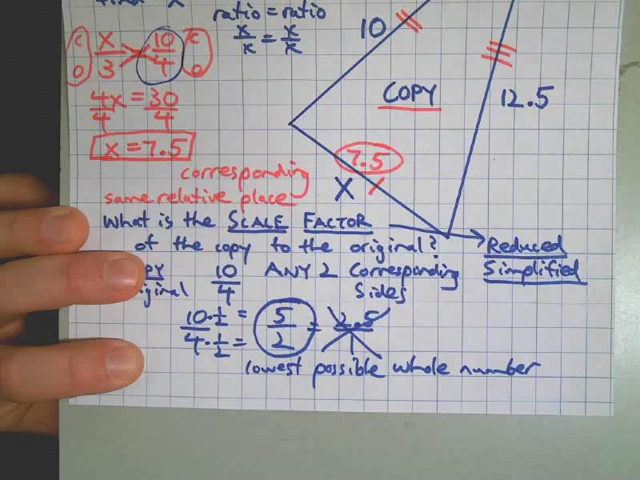 ratio = ratio
x/x = x/x
10
C
O
x/3 = 10/4
C
O
COPY
12.5
4x/4 = 30/4
x = 7.5
7.5
x
corresponding
same relative place
What is the SCALE FACTOR
of the copy to the original?
Reduced
Simplified
10/4 ANY 2 Corresponding
Sides
10·½ / 4·½ = 5/2 = 2.5/1
lowest possible whole number